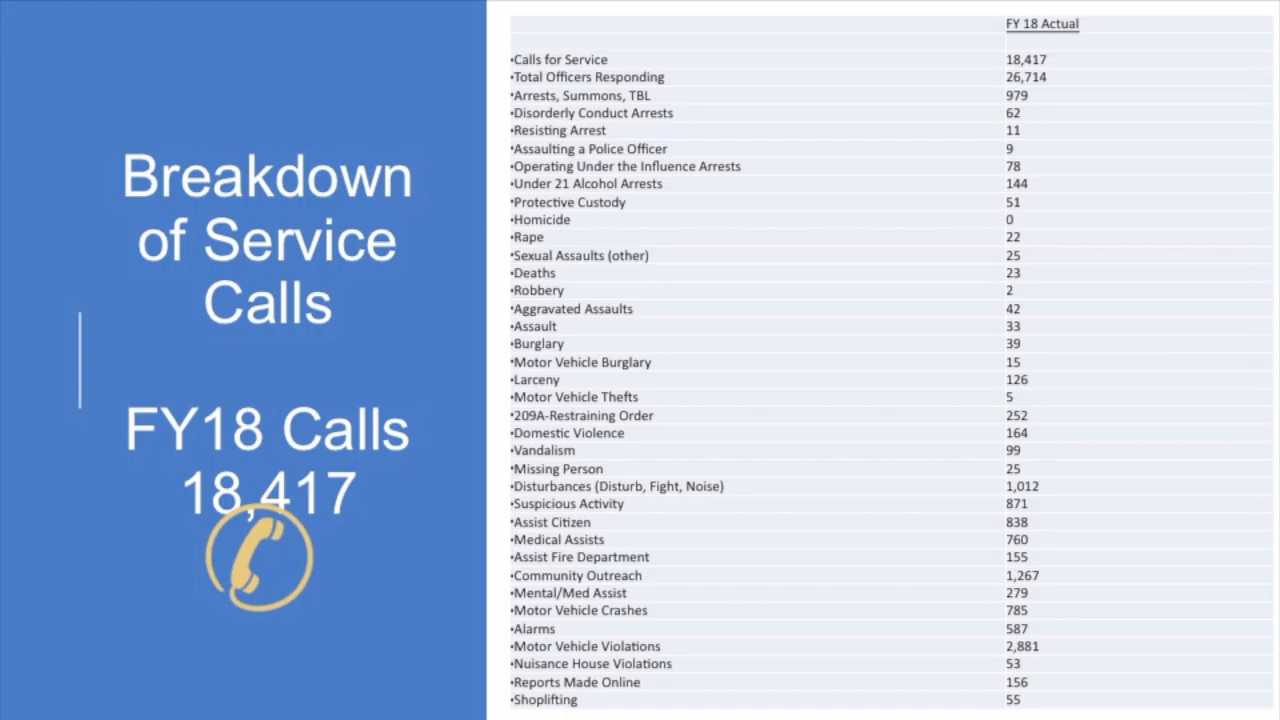 Breakdown
of Service
Calls
FY18 Calls
18,417
FY 18 Actual
•Calls for Service 18,417
•Total Officers Responding 26,714
•Arrests, Summons, TBL 979
•Disorderly Conduct Arrests 62
•Resisting Arrest 11
•Assaulting a Police Officer 9
•Operating Under the Influence Arrests 78
•Under 21 Alcohol Arrests 144
•Protective Custody 51
•Homicide 0
•Rape 22
•Sexual Assaults (other) 25
•Deaths 23
•Robbery 2
•Aggravated Assaults 42
•Assault 33
•Burglary 39
•Motor Vehicle Burglary 15
•Larceny 126
•Motor Vehicle Thefts 5
•209A-Restraining Order 252
•Domestic Violence 164
•Vandalism 99
•Missing Person 25
•Disturbances (Disturb, Fight, Noise) 1,012
•Suspicious Activity 871
•Assist Citizen 838
•Medical Assists 760
•Assist Fire Department 155
•Community Outreach 1,267
•Mental/Med Assist 279
•Motor Vehicle Crashes 785
•Alarms 587
•Motor Vehicle Violations 2,881
•Nuisance House Violations 53
•Reports Made Online 156
•Shoplifting 55